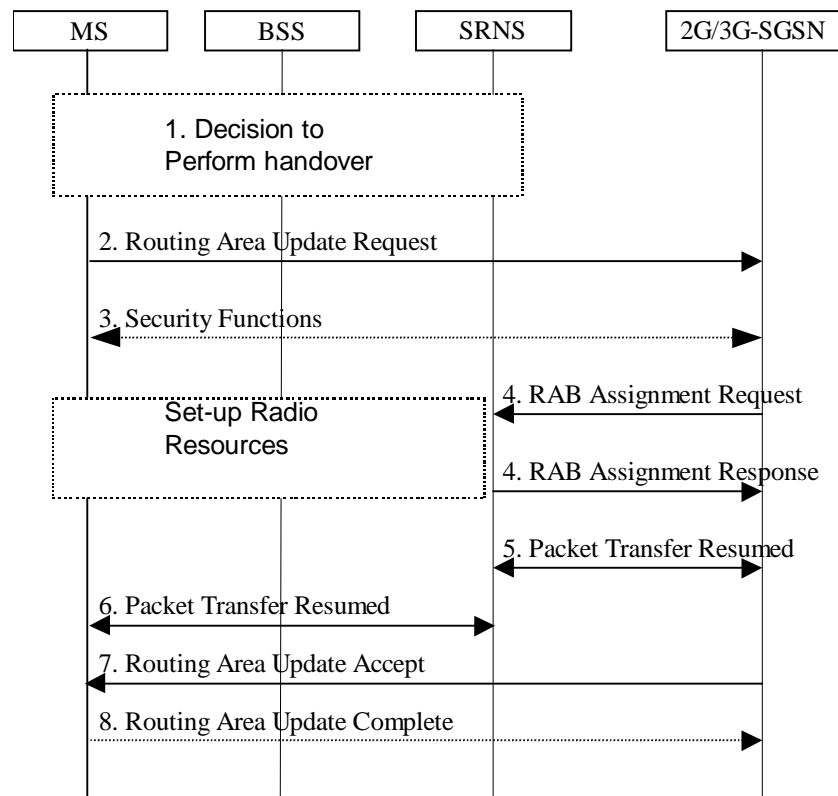 MS
BSS
SRNS
2G/3G-SGSN
1. Decision to
Perform handover
2. Routing Area Update Request
3. Security Functions
Set-up Radio
Resources
4. RAB Assignment Request
4. RAB Assignment Response
5. Packet Transfer Resumed
6. Packet Transfer Resumed
7. Routing Area Update Accept
8. Routing Area Update Complete